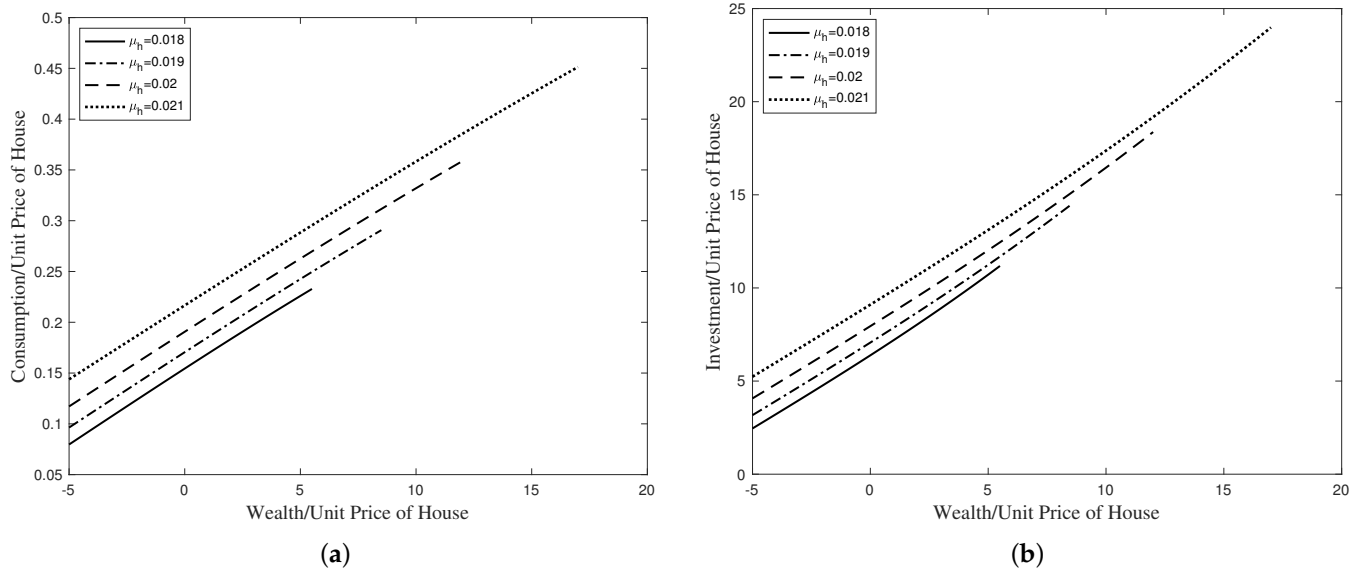 0.5
0.45
0.4
0.35
0.3
0.25
0.2
0.15
0.1
0.05
-5 0 5 10 15 20
Consumption/Unit Price of House
Wealth/Unit Price of House
μh=0.018
μh=0.019
μh=0.02
μh=0.021
(a)
25
20
15
10
5
0
-5 0 5 10 15 20
Investment/Unit Price of House
Wealth/Unit Price of House
μh=0.018
μh=0.019
μh=0.02
μh=0.021
(b)